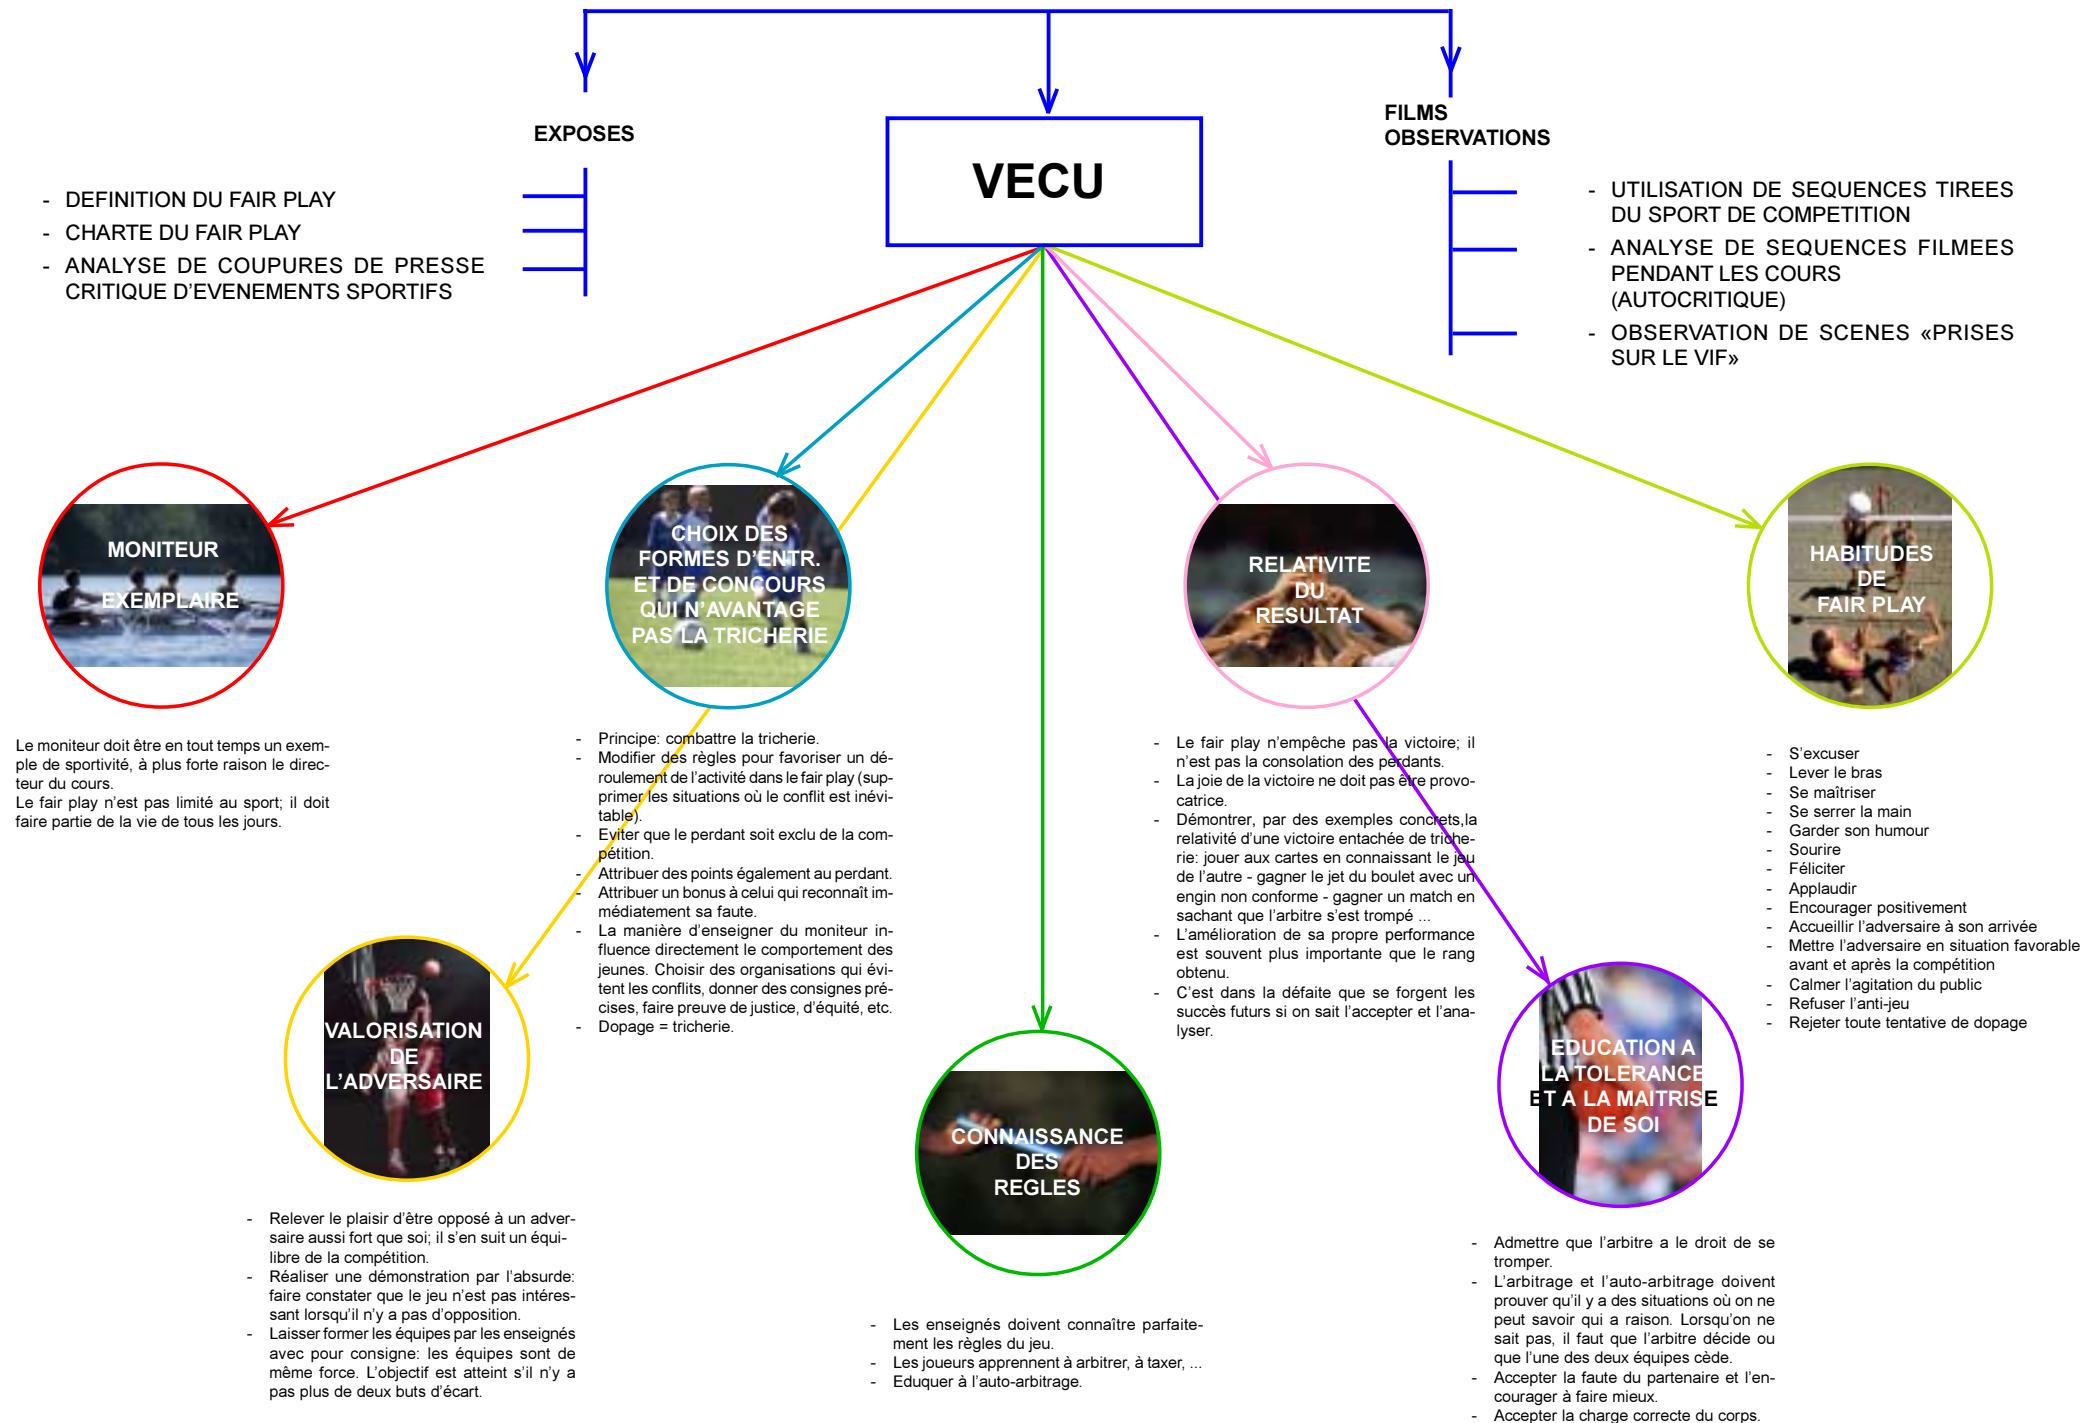 EXPOSES
- DEFINITION DU FAIR PLAY
- CHARTE DU FAIR PLAY
- ANALYSE DE COUPURES DE PRESSE
CRITIQUE D'EVENEMENTS SPORTIFS
VECU
FILMS
OBSERVATIONS
- UTILISATION DE SEQUENCES TIREES
DU SPORT DE COMPETITION
- ANALYSE DE SEQUENCES FILMEES
PENDANT LES COURS
(AUTOCRITIQUE)
- OBSERVATION DE SCENES «PRISES
SUR LE VIF»
MONITEUR
EXEMPLAIRE
Le moniteur doit être en tout temps un exem-
ple de sportivité, à plus forte raison le direc-
teur du cours.
Le fair play n'est pas limité au sport; il doit
faire partie de la vie de tous les jours.
CHOIX DES
FORMES D'ENTR.
ET DE CONCOURS
QUI N'AVANTAGE
PAS LA TRICHERIE
- Principe: combattre la tricherie.
- Modifier des règles pour favoriser un dé-
roulement de l'activité dans le fair play (sup-
primer les situations où le conflit est inévi-
table).
- Eviter que le perdant soit exclu de la com-
pétition.
- Attribuer des points également au perdant.
- Attribuer un bonus à celui qui reconnaît im-
médiatement sa faute.
- La manière d'enseigner du moniteur in-
fluence directement le comportement des
jeunes. Choisir des organisations qui évi-
tent les conflits, donner des consignes pré-
cises, faire preuve de justice, d'équité, etc.
- Dopage = tricherie.
RELATIVITE
DU
RESULTAT
- Le fair play n'empêche pas la victoire; il
n'est pas la consolation des perdants.
- La joie de la victoire ne doit pas être provo-
catrice.
- Démontrer, par des exemples concrets,la
relativité d'une victoire entachée de triche-
rie: jouer aux cartes en connaissant le jeu
de l'autre - gagner le jet du boulet avec un
engin non conforme - gagner un match en
sachant que l'arbitre s'est trompé ...
- L'amélioration de sa propre performance
est souvent plus importante que le rang
obtenu.
- C'est dans la défaite que se forgent les
succès futurs si on sait l'accepter et l'ana-
lyser.
HABITUDES
DE
FAIR PLAY
- S'excuser
- Lever le bras
- Se maîtriser
- Se serrer la main
- Garder son humour
- Sourire
- Féliciter
- Applaudir
- Encourager positivement
- Accueillir l'adversaire à son arrivée
- Mettre l'adversaire en situation favorable
avant et après la compétition
- Calmer l'agitation du public
- Refuser l'anti-jeu
- Rejeter toute tentative de dopage
VALORISATION
DE
L'ADVERSAIRE
- Relever le plaisir d'être opposé à un adver-
saire aussi fort que soi; il s'en suit un équi-
libre de la compétition.
- Réaliser une démonstration par l'absurde:
faire constater que le jeu n'est pas intéres-
sant lorsqu'il n'y a pas d'opposition.
- Laisser former les équipes par les enseignés
avec pour consigne: les équipes sont de
même force. L'objectif est atteint s'il n'y a
pas plus de deux buts d'écart.
CONNAISSANCE
DES
REGLES
- Les enseignés doivent connaître parfaite-
ment les règles du jeu.
- Les joueurs apprennent à arbitrer, à taxer, ...
- Eduquer à l'auto-arbitrage.
EDUCATION A
LA TOLERANCE
ET A LA MAITRISE
DE SOI
- Admettre que l'arbitre a le droit de se
tromper.
- L'arbitrage et l'auto-arbitrage doivent
prouver qu'il y a des situations où on ne
peut savoir qui a raison. Lorsqu'on ne
sait pas, il faut que l'arbitre décide ou
que l'une des deux équipes cède.
- Accepter la faute du partenaire et l'en-
courager à faire mieux.
- Accepter la charge correcte du corps.